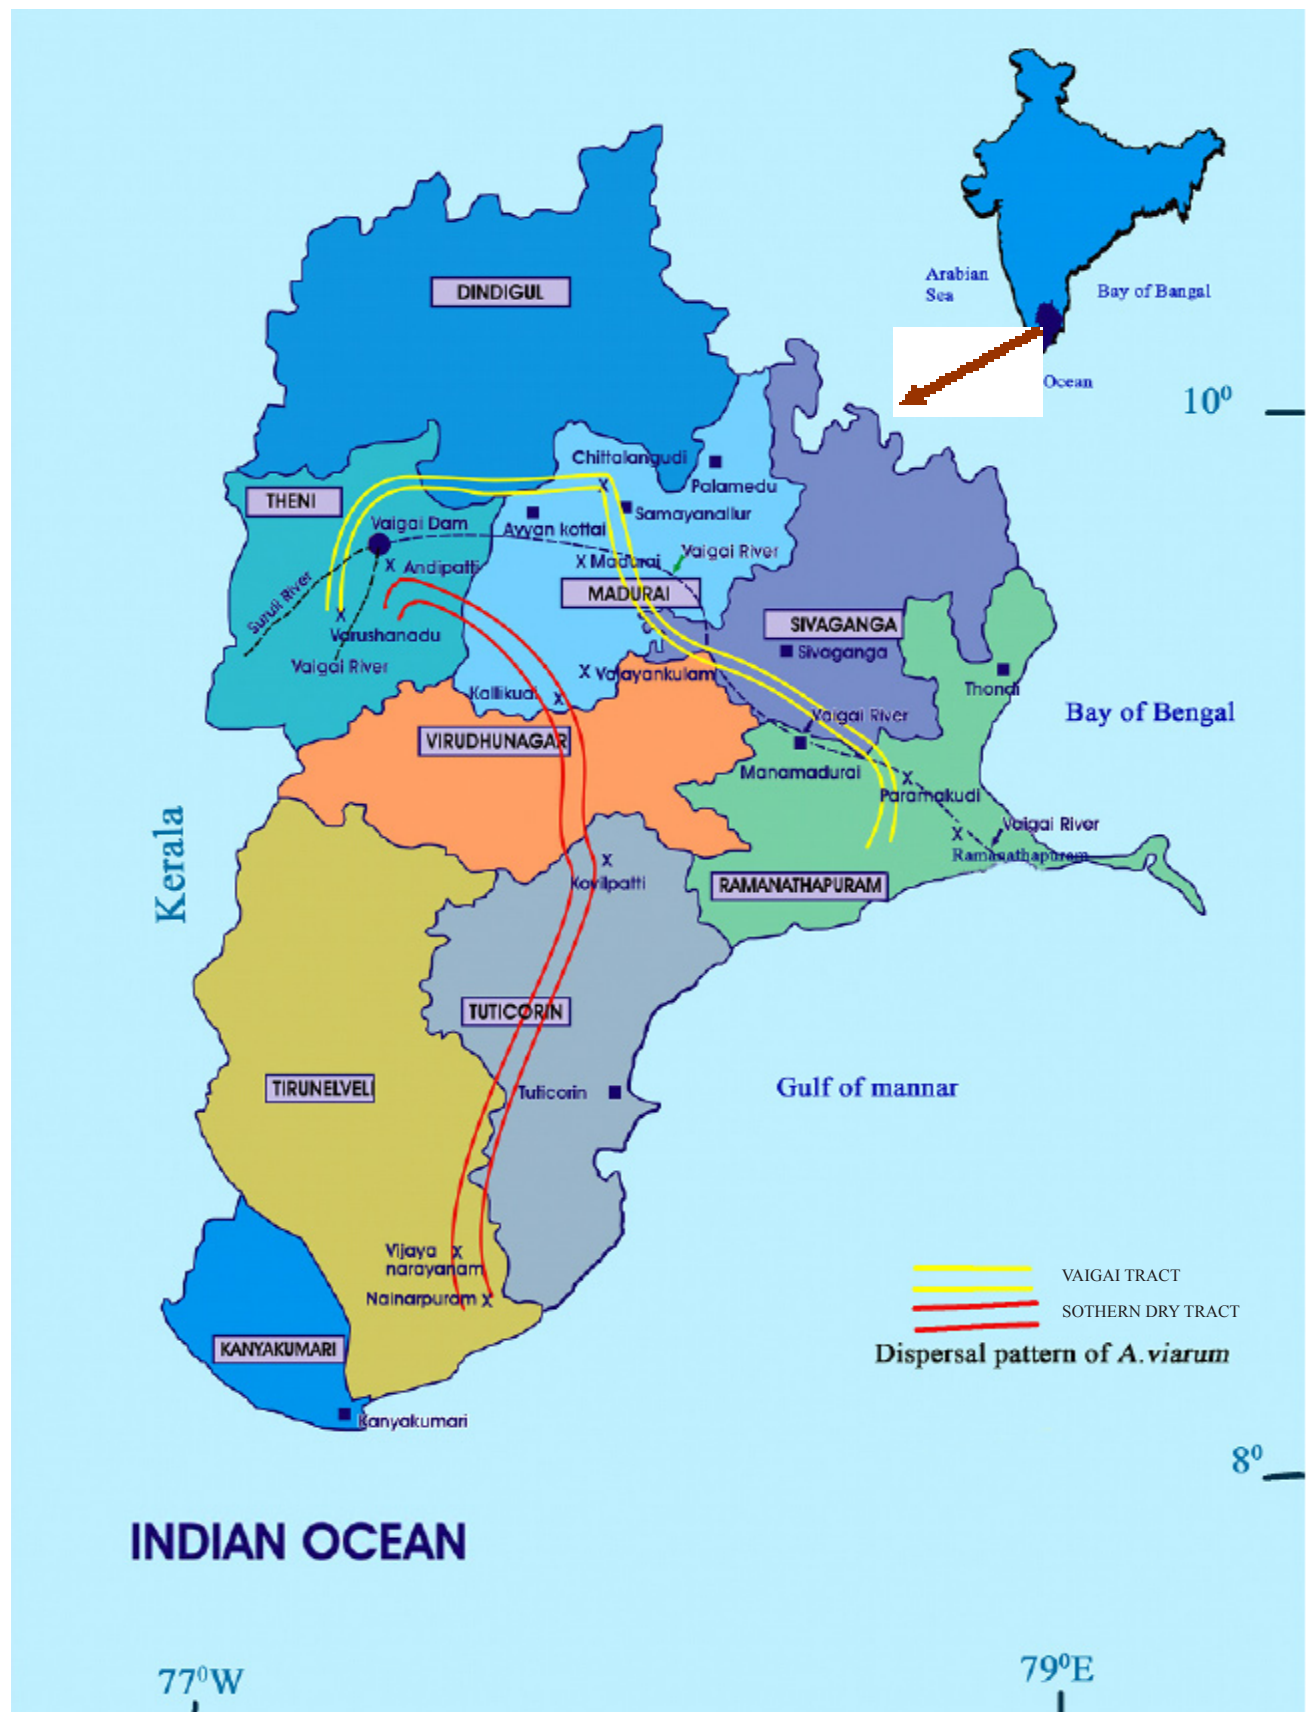 Arabian
Sea
Bay of Bangal
Ocean
10⁰
DINDIGUL
Chittalangudi
Palamedu
THENI
Samayanallur
Vaigai Dam
Ayyan kottai
Vaigai River
X Madurai
X Andipatti
MADURAI
Suruli River
X
Varushanadu
SIVAGANGA
Sivaganga
Vaigai River
X Vajayankulam
Thondi
Kallikudi X
Vaigai River
Bay of Bengal
VIRUDHUNAGAR
Manamadurai
X
Paramakudi
Vaigai River
X
Ramanathapuram
Kerala
X
Kovilpatti
RAMANATHAPURAM
TUTICORIN
TIRUNELVELI
Tuticorin
Gulf of mannar
Vijaya X
narayanam
Nainarpuram X
VAIGAI TRACT
SOTHERN DRY TRACT
KANYAKUMARI
Dispersal pattern of A.viarum
Kanyakumari
8⁰
INDIAN OCEAN
77⁰W
79⁰E